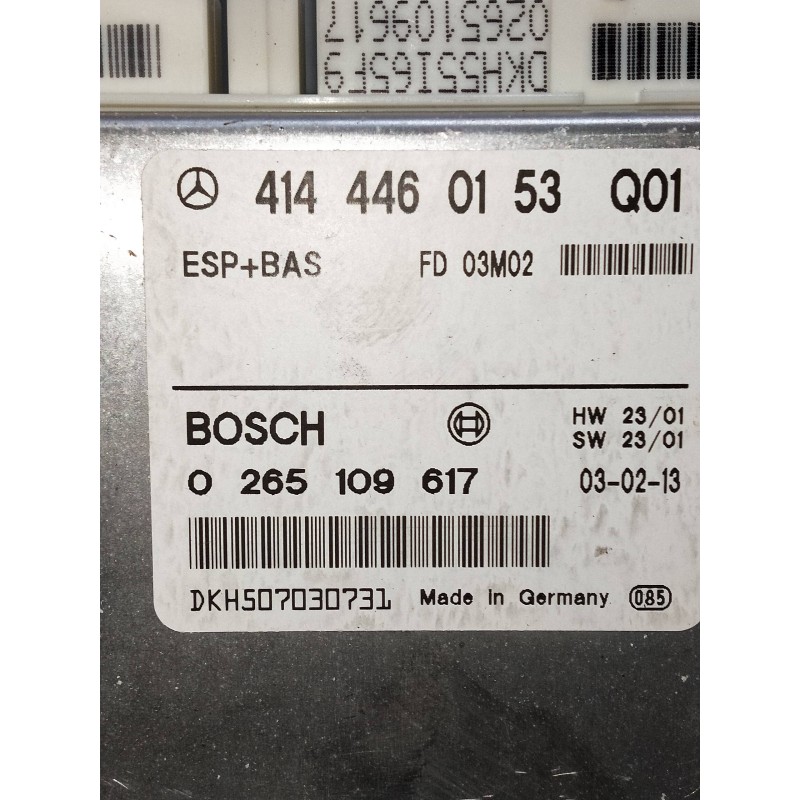 0265109617
DKH55I65F9
414 446 01 53 Q01
ESP+BAS FD 03M02
BOSCH HW 23/01
SW 23/01
0 265 109 617 03-02-13
DKH507030731 Made in Germany 085